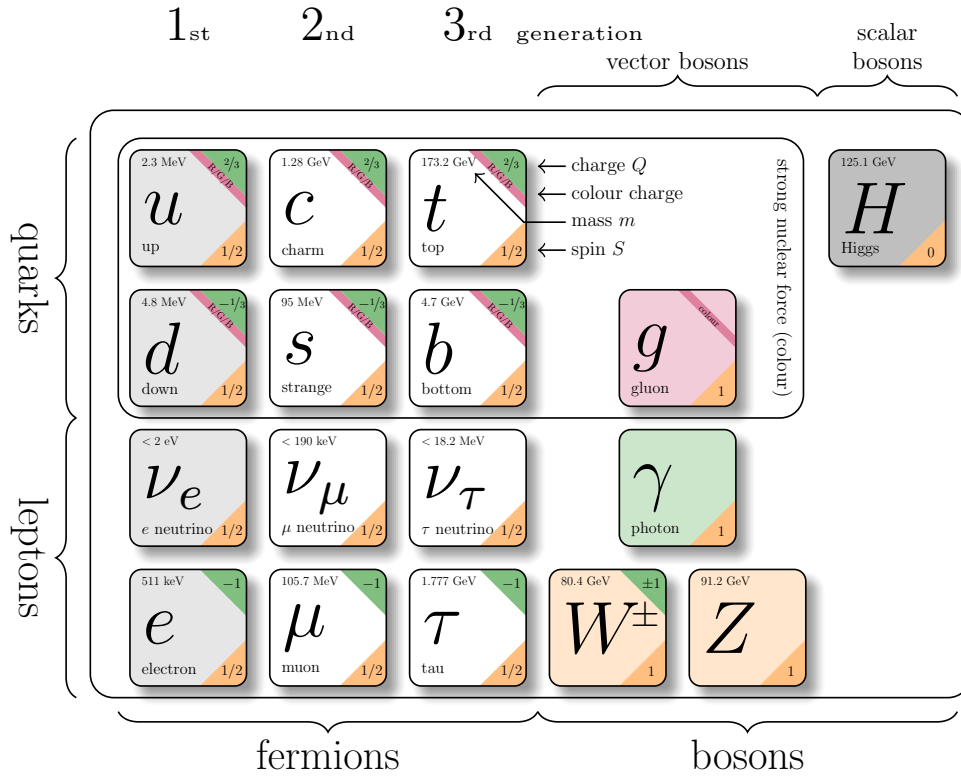 1st 2nd 3rd generation
vector bosons
scalar
bosons
quarks
leptons
2.3 MeV
2/3
R/G/B
u
up
1/2
1.28 GeV
2/3
R/G/B
c
charm
1/2
173.2 GeV
2/3
R/G/B
t
top
1/2
charge Q
colour charge
mass m
spin S
strong nuclear force (colour)
125.1 GeV
H
Higgs
0
4.8 MeV
−1/3
R/G/B
d
down
1/2
95 MeV
−1/3
R/G/B
s
strange
1/2
4.7 GeV
−1/3
R/G/B
b
bottom
1/2
colour
g
gluon
1
< 2 eV
νe
e neutrino
1/2
< 190 keV
νμ
μ neutrino
1/2
< 18.2 MeV
ντ
τ neutrino
1/2
γ
photon
1
511 keV
−1
e
electron
1/2
105.7 MeV
−1
μ
muon
1/2
1.777 GeV
−1
τ
tau
1/2
80.4 GeV
±1
W±
1
91.2 GeV
Z
1
fermions
bosons